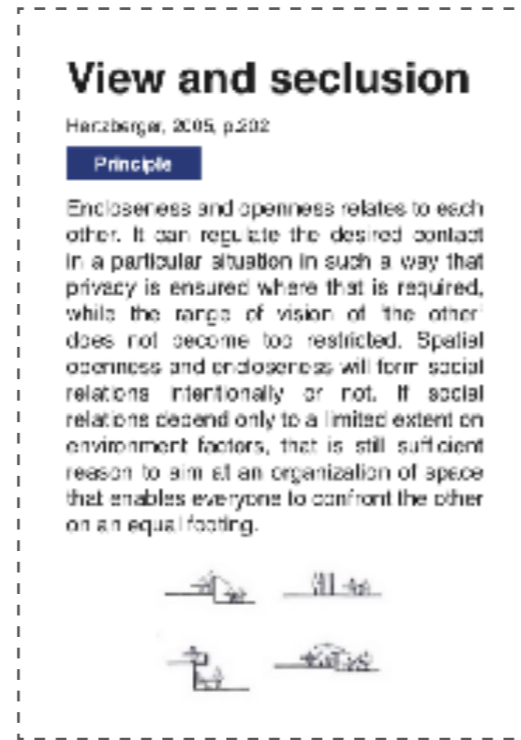 View and seclusion
Hertzberger, 2005, p.202
Principle
Encloseness and openness relates to each
other. It can regulate the desired contact
in a particular situation in such a way that
privacy is ensured where that is required,
while the range of vision of 'the other'
does not become too restricted. Spatial
openness and encloseness will form social
relations intentionally or not. If social
relations depend only to a limited extent on
environment factors, that is still sufficient
reason to aim at an organization of space
that enables everyone to confront the other
on an equal footing.